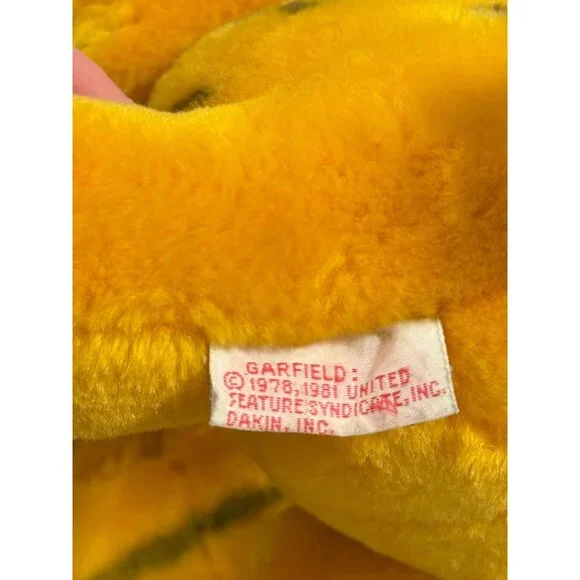 GARFIELD:
© 1978, 1981 UNITED
FEATURE SYNDICATE, INC.
DAKIN, INC.